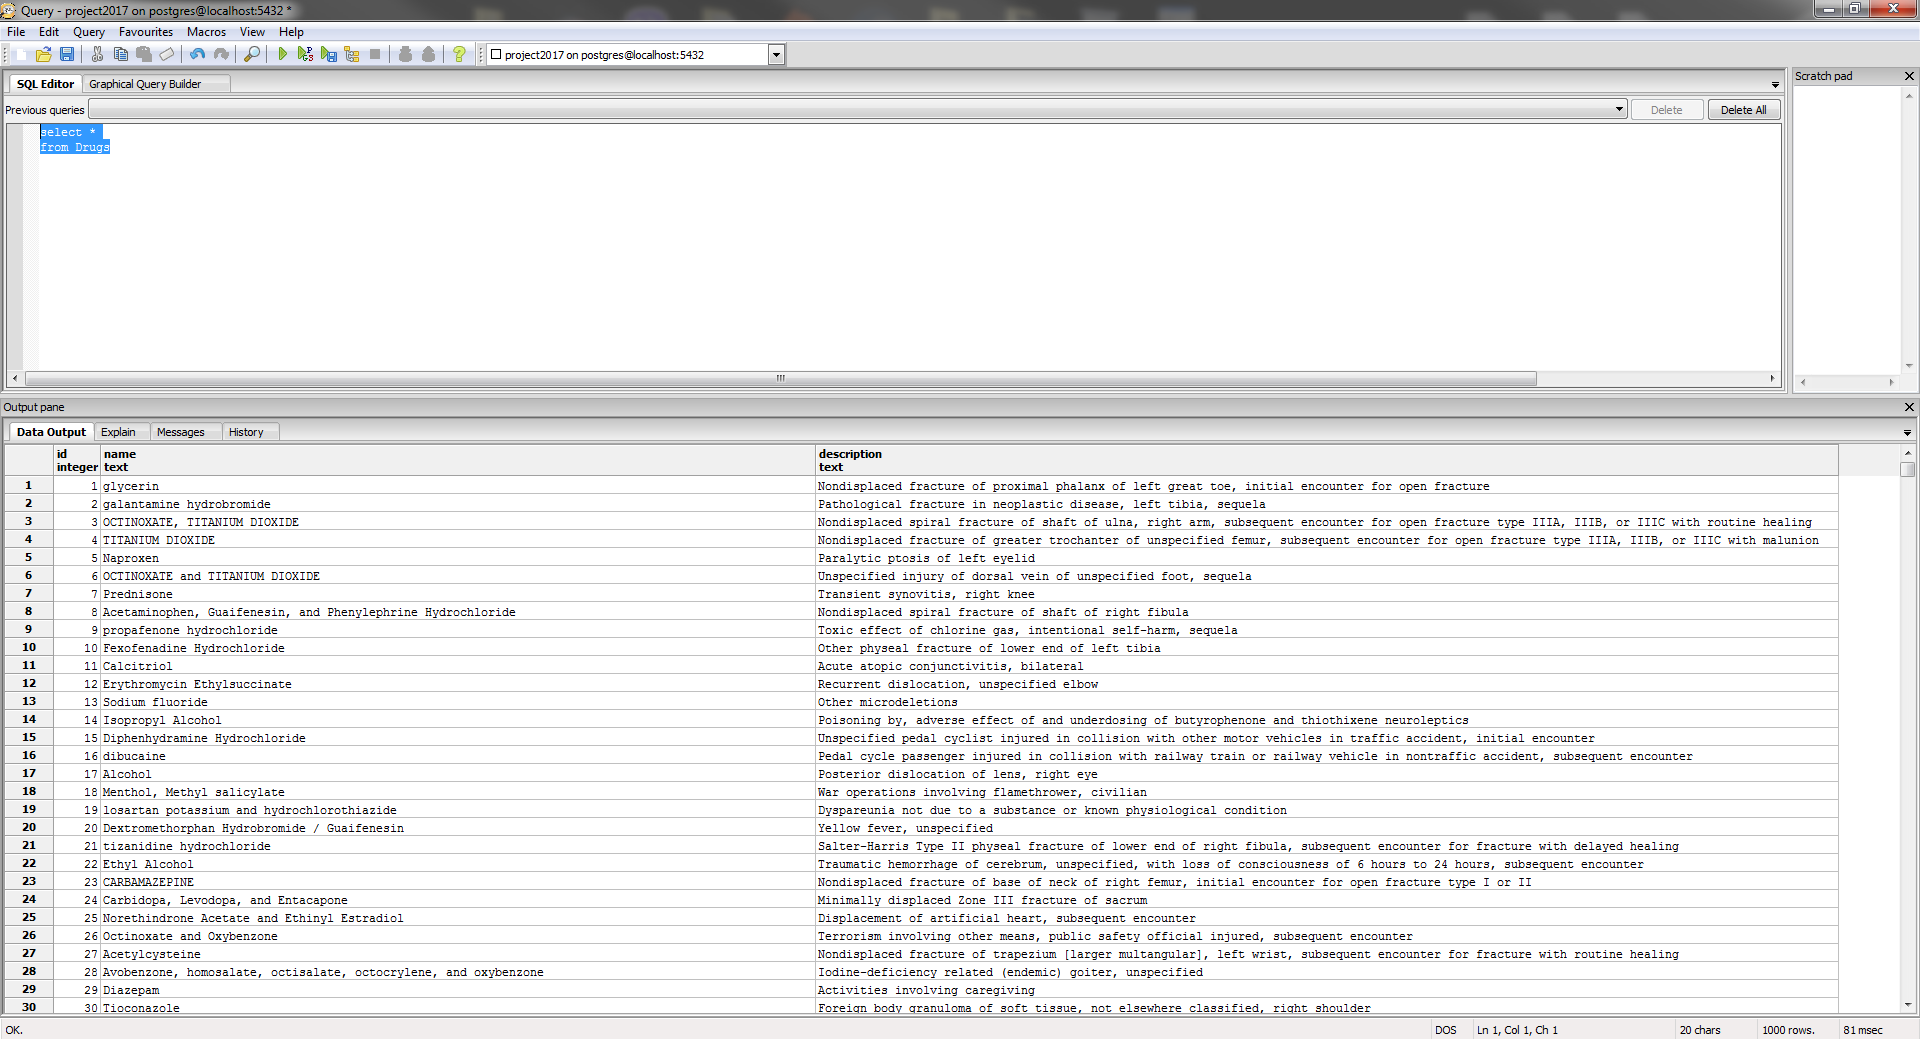 Query - project2017 on postgres@localhost:5432 *
File Edit Query Favourites Macros View Help
project2017 on postgres@localhost:5432
SQL Editor Graphical Query Builder
Scratch pad
Previous queries Delete Delete All
select *
from Drugs
Output pane
Data Output Explain Messages History
id name description
integer text text
1 1 glycerin Nondisplaced fracture of proximal phalanx of left great toe, initial encounter for open fracture
2 2 galantamine hydrobromide Pathological fracture in neoplastic disease, left tibia, sequela
3 3 OCTINOXATE, TITANIUM DIOXIDE Nondisplaced spiral fracture of shaft of ulna, right arm, subsequent encounter for open fracture type IIIA, IIIB, or IIIC with routine healing
4 4 TITANIUM DIOXIDE Nondisplaced fracture of greater trochanter of unspecified femur, subsequent encounter for open fracture type IIIA, IIIB, or IIIC with malunion
5 5 Naproxen Paralytic ptosis of left eyelid
6 6 OCTINOXATE and TITANIUM DIOXIDE Unspecified injury of dorsal vein of unspecified foot, sequela
7 7 Prednisone Transient synovitis, right knee
8 8 Acetaminophen, Guaifenesin, and Phenylephrine Hydrochloride Nondisplaced spiral fracture of shaft of right fibula
9 9 propafenone hydrochloride Toxic effect of chlorine gas, intentional self-harm, sequela
10 10 Fexofenadine Hydrochloride Other physeal fracture of lower end of left tibia
11 11 Calcitriol Acute atopic conjunctivitis, bilateral
12 12 Erythromycin Ethylsuccinate Recurrent dislocation, unspecified elbow
13 13 Sodium fluoride Other microdeletions
14 14 Isopropyl Alcohol Poisoning by, adverse effect of and underdosing of butyrophenone and thiothixene neuroleptics
15 15 Diphenhydramine Hydrochloride Unspecified pedal cyclist injured in collision with other motor vehicles in traffic accident, initial encounter
16 16 dibucaine Pedal cycle passenger injured in collision with railway train or railway vehicle in nontraffic accident, subsequent encounter
17 17 Alcohol Posterior dislocation of lens, right eye
18 18 Menthol, Methyl salicylate War operations involving flamethrower, civilian
19 19 losartan potassium and hydrochlorothiazide Dyspareunia not due to a substance or known physiological condition
20 20 Dextromethorphan Hydrobromide / Guaifenesin Yellow fever, unspecified
21 21 tizanidine hydrochloride Salter-Harris Type II physeal fracture of lower end of right fibula, subsequent encounter for fracture with delayed healing
22 22 Ethyl Alcohol Traumatic hemorrhage of cerebrum, unspecified, with loss of consciousness of 6 hours to 24 hours, subsequent encounter
23 23 CARBAMAZEPINE Nondisplaced fracture of base of neck of right femur, initial encounter for open fracture type I or II
24 24 Carbidopa, Levodopa, and Entacapone Minimally displaced Zone III fracture of sacrum
25 25 Norethindrone Acetate and Ethinyl Estradiol Displacement of artificial heart, subsequent encounter
26 26 Octinoxate and Oxybenzone Terrorism involving other means, public safety official injured, subsequent encounter
27 27 Acetylcysteine Nondisplaced fracture of trapezium [larger multangular], left wrist, subsequent encounter for fracture with routine healing
28 28 Avobenzone, homosalate, octisalate, octocrylene, and oxybenzone Iodine-deficiency related (endemic) goiter, unspecified
29 29 Diazepam Activities involving caregiving
30 30 Tioconazole Foreign body granuloma of soft tissue, not elsewhere classified, right shoulder
OK. DOS Ln 1, Col 1, Ch 1 20 chars 1000 rows. 81 msec